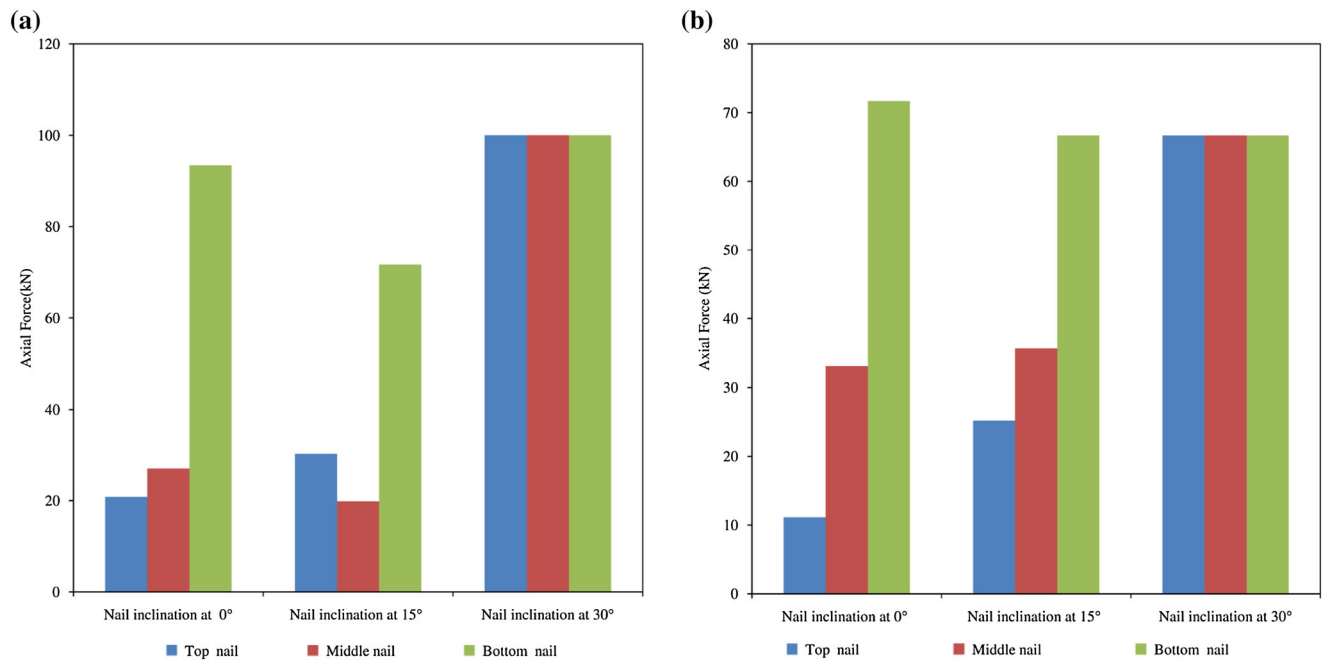 (a)
120
100
80
60
40
20
0
Axial Force(kN)
Nail inclination at 0°
Nail inclination at 15°
Nail inclination at 30°
Top nail
Middle nail
Bottom nail
(b)
80
70
60
50
40
30
20
10
0
Axial Force (kN)
Nail inclination at 0°
Nail inclination at 15°
Nail inclination at 30°
Top nail
Middle nail
Bottom nail